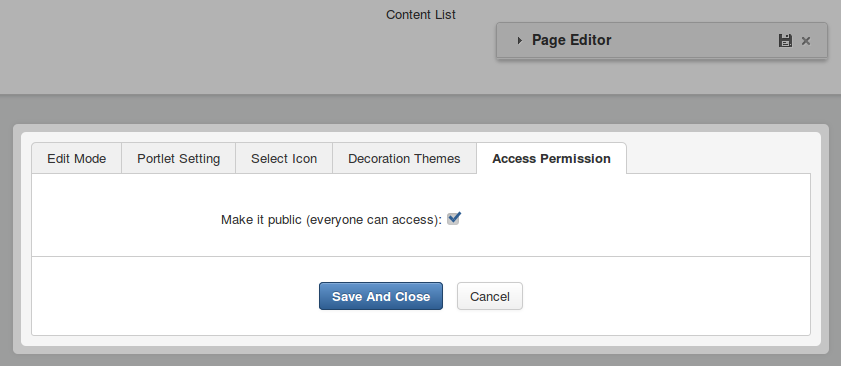 Content List
Page Editor
Edit Mode Portlet Setting Select Icon Decoration Themes Access Permission
Make it public (everyone can access):
Save And Close Cancel